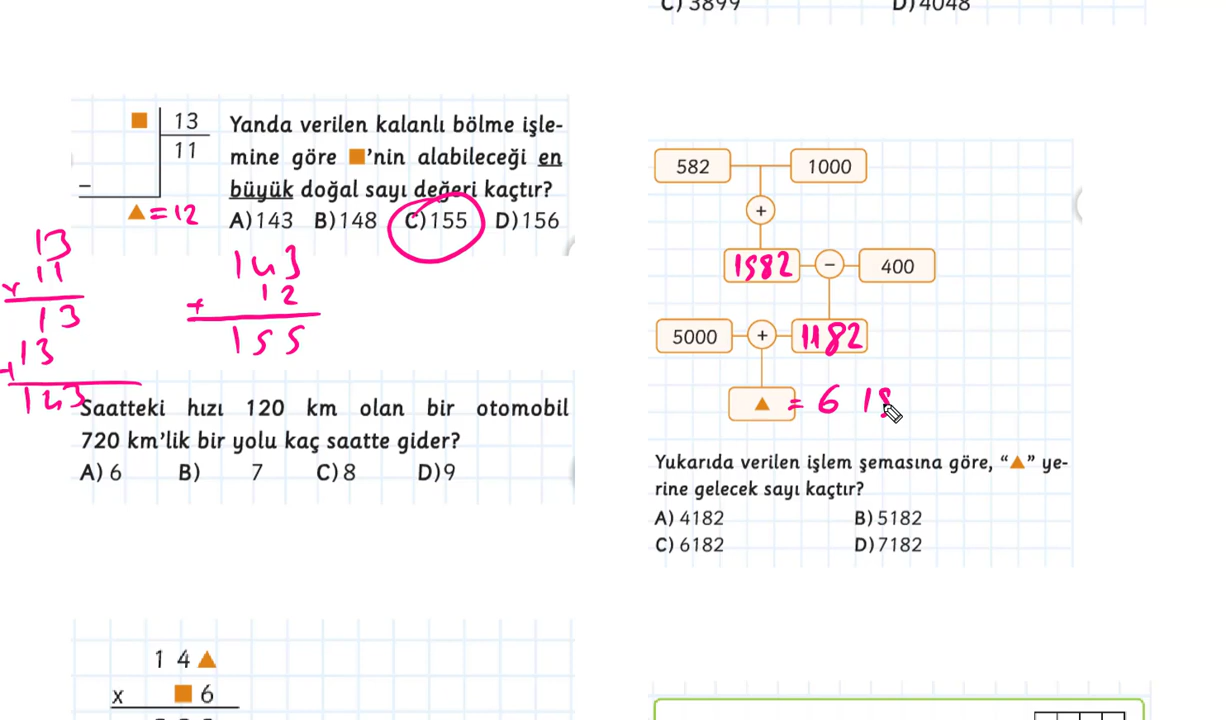 C) 3899 D) 4048
13
11
▲ = 12
Yanda verilen kalanlı bölme işle-
mine göre ■'nin alabileceği en
büyük doğal sayı değeri kaçtır?
A) 143 B) 148 C) 155 D) 156
13
x 11
13
+ 13
143
143
+ 12
155
Saatteki hızı 120 km olan bir otomobil
720 km'lik bir yolu kaç saatte gider?
A) 6 B) 7 C) 8 D) 9
1 4 ▲
x ■ 6
582 1000
+
1582 − 400
5000 + 1182
▲ = 6 18
Yukarıda verilen işlem şemasına göre, “▲” ye-
rine gelecek sayı kaçtır?
A) 4182 B) 5182
C) 6182 D) 7182